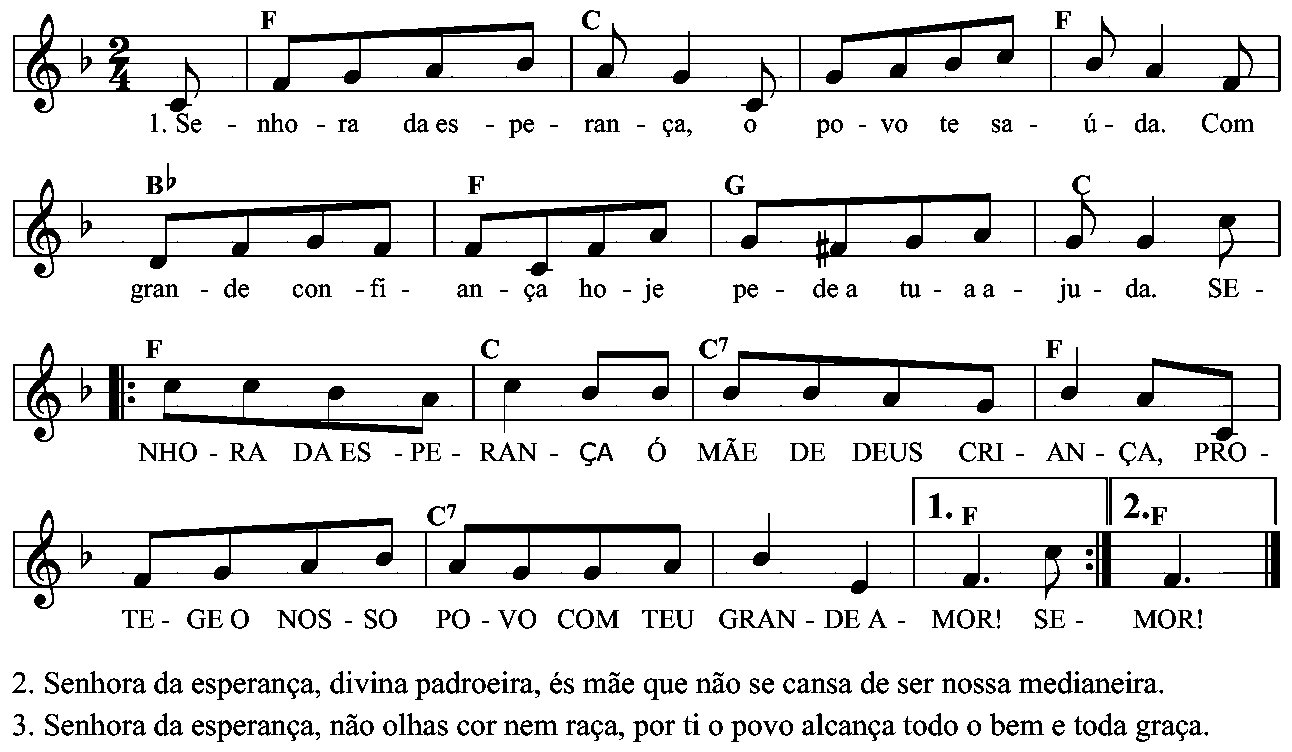 F C F
2/4
1. Se - nho - ra da es - pe - ran - ça, o po - vo te sa - ú - da. Com
B♭ F G C
gran - de con - fi - an - ça ho - je pe - de a tu - a a - ju - da. SE -
F C C7 F
NHO - RA DA ES - PE - RAN - ÇA Ó MÃE DE DEUS CRI - AN - ÇA, PRO -
C7 1. F 2. F
TE - GE O NOS - SO PO - VO COM TEU GRAN - DE A - MOR! SE - MOR!
2. Senhora da esperança, divina padroeira, és mãe que não se cansa de ser nossa medianeira.
3. Senhora da esperança, não olhas cor nem raça, por ti o povo alcança todo o bem e toda graça.